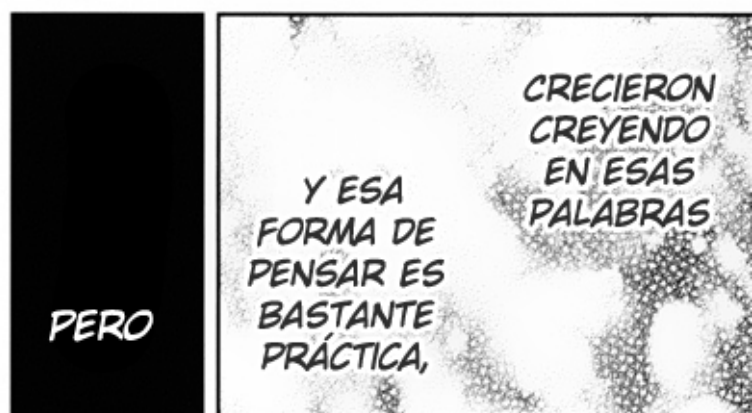 CRECIERON
CREYENDO
EN ESAS
PALABRAS
Y ESA
FORMA DE
PENSAR ES
BASTANTE
PRÁCTICA,
PERO